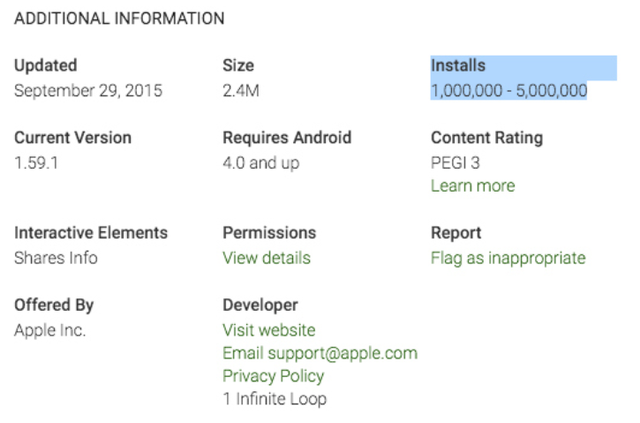 ADDITIONAL INFORMATION
Updated
September 29, 2015
Size
2.4M
Installs
1,000,000 - 5,000,000
Current Version
1.59.1
Requires Android
4.0 and up
Content Rating
PEGI 3
Learn more
Interactive Elements
Shares Info
Permissions
View details
Report
Flag as inappropriate
Offered By
Apple Inc.
Developer
Visit website
Email support@apple.com
Privacy Policy
1 Infinite Loop